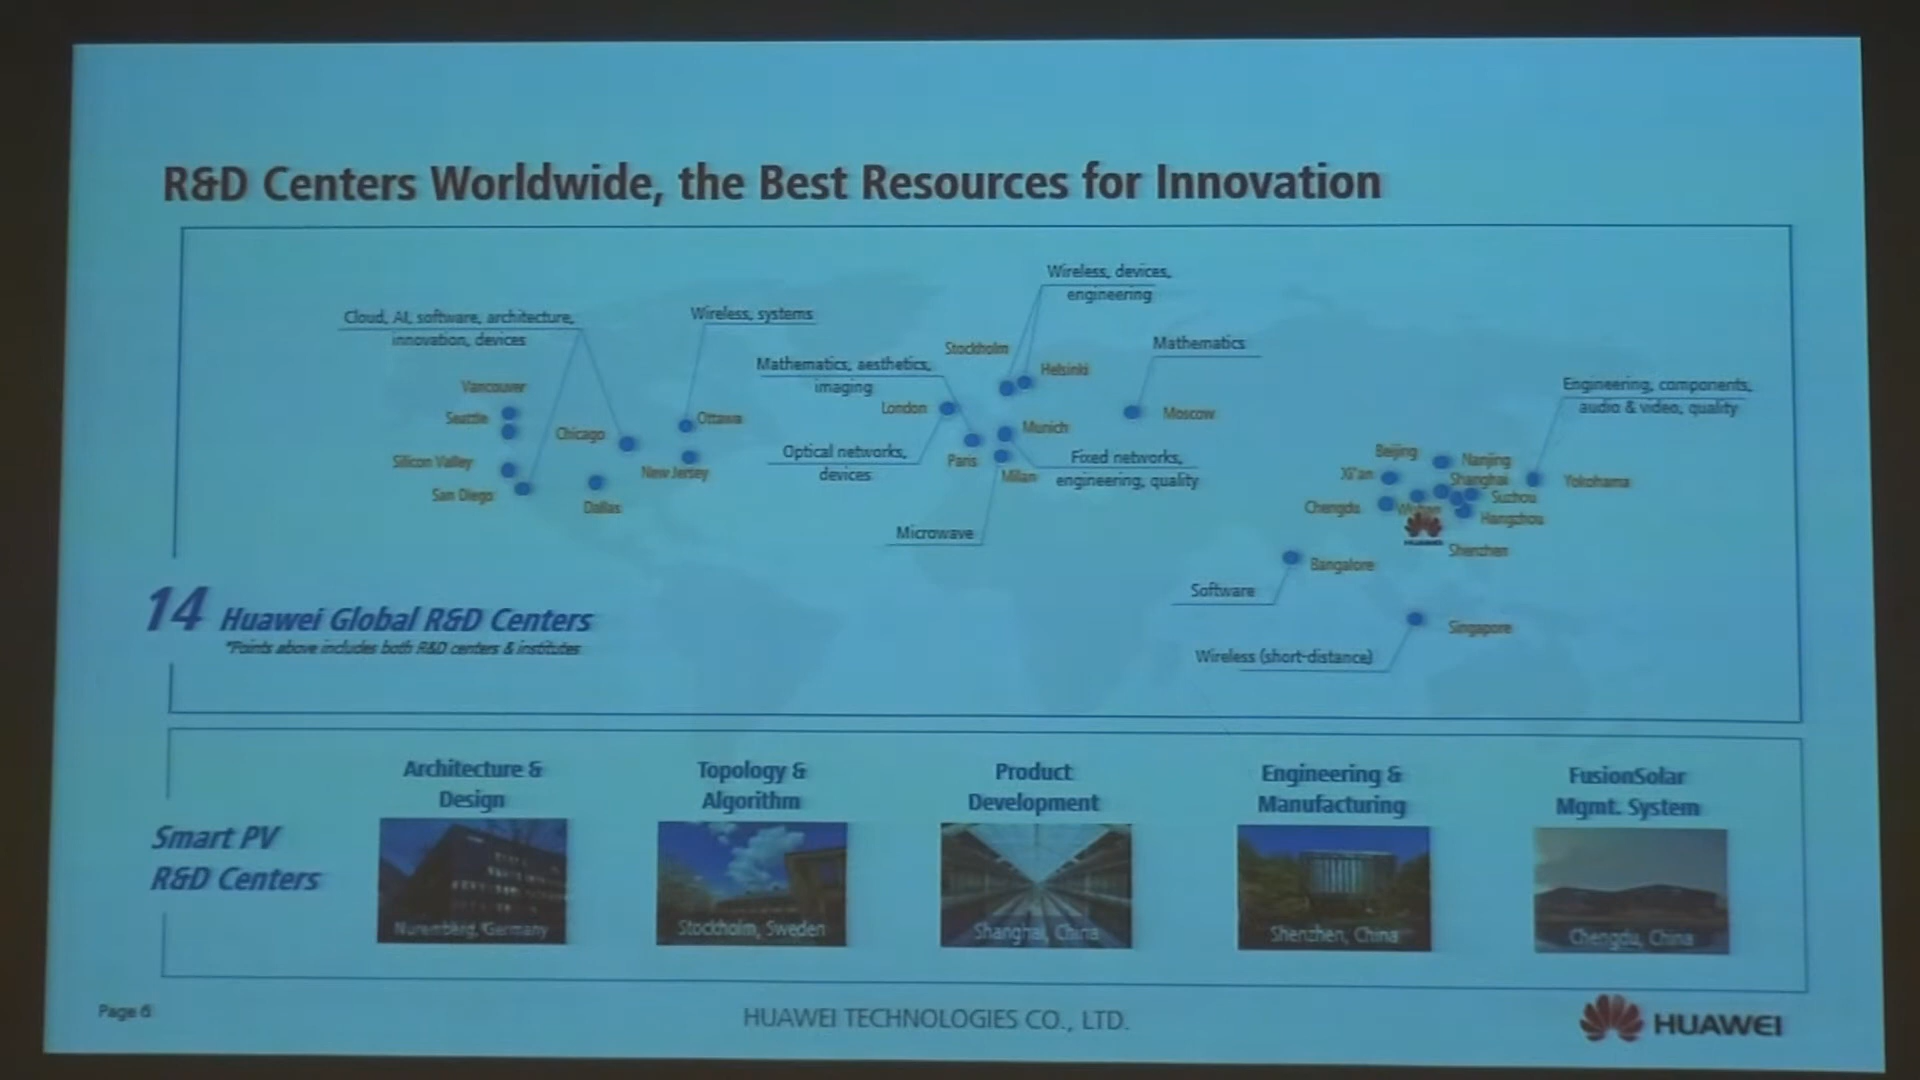 R&D Centers Worldwide, the Best Resources for Innovation
Wireless, devices,
engineering
Cloud, AI, software, architecture,
innovation, devices
Wireless, systems
Mathematics
Stockholm
Helsinki
Mathematics, aesthetics,
imaging
Vancouver
Seattle
Chicago
Ottawa
London
Moscow
Munich
Engineering, components,
audio & video, quality
Silicon Valley
San Diego
New Jersey
Dallas
Optical networks,
devices
Paris
Milan
Fixed networks,
engineering, quality
Beijing
Nanjing
Xi'an
Shanghai
Yokohama
Chengdu
Wuhan
Suzhou
Hangzhou
HUAWEI
Shenzhen
Microwave
Bangalore
Software
Singapore
Wireless (short-distance)
14 Huawei Global R&D Centers
*Points above includes both R&D centers & institutes
Smart PV
R&D Centers
Architecture &
Design
Nuremberg, Germany
Topology &
Algorithm
Stockholm, Sweden
Product
Development
Shanghai, China
Engineering &
Manufacturing
Shenzhen, China
FusionSolar
Mgmt. System
Chengdu, China
Page 6
HUAWEI TECHNOLOGIES CO., LTD.
HUAWEI